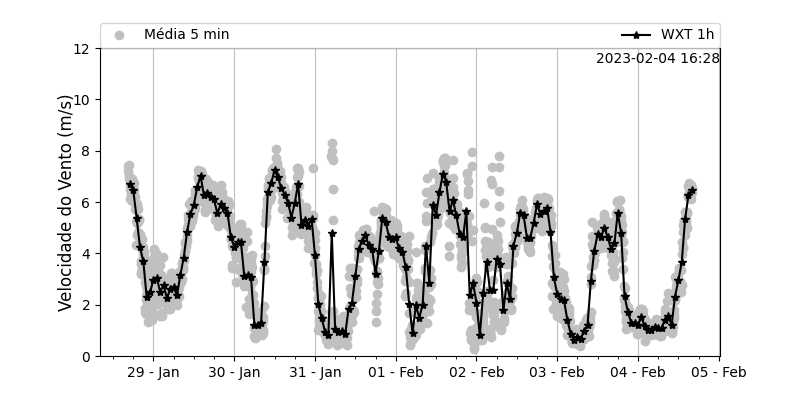 Média 5 min
WXT 1h
2023-02-04 16:28
Velocidade do Vento (m/s)
12
10
8
6
4
2
0
29 - Jan
30 - Jan
31 - Jan
01 - Feb
02 - Feb
03 - Feb
04 - Feb
05 - Feb